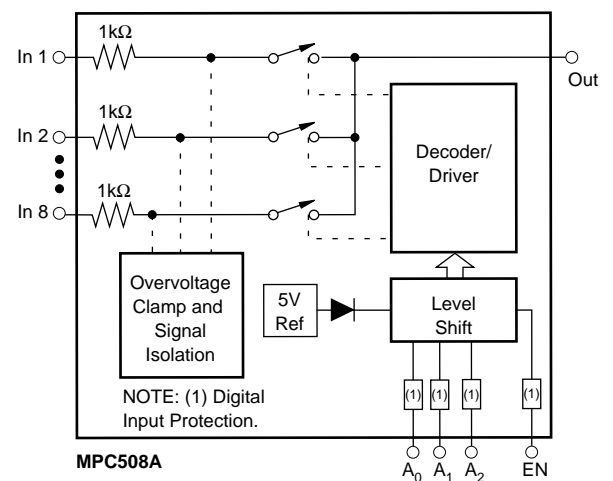 1kΩ
In 1
Out
1kΩ
In 2
Decoder/
Driver
1kΩ
In 8
Overvoltage
Clamp and
Signal
Isolation
5V
Ref
Level
Shift
(1) (1) (1) (1)
NOTE: (1) Digital
Input Protection.
MPC508A
A₀ A₁ A₂ EN